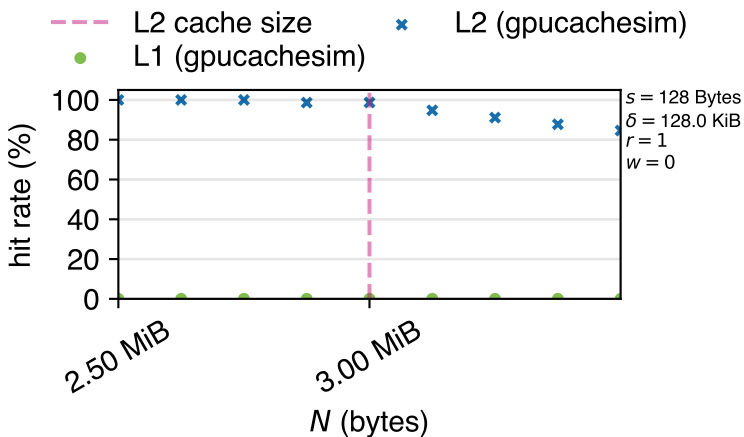 L2 cache size
L2 (gpucachesim)
L1 (gpucachesim)
hit rate (%)
100
80
60
40
20
0
s = 128 Bytes
δ = 128.0 KiB
r = 1
w = 0
2.50 MiB
3.00 MiB
N (bytes)